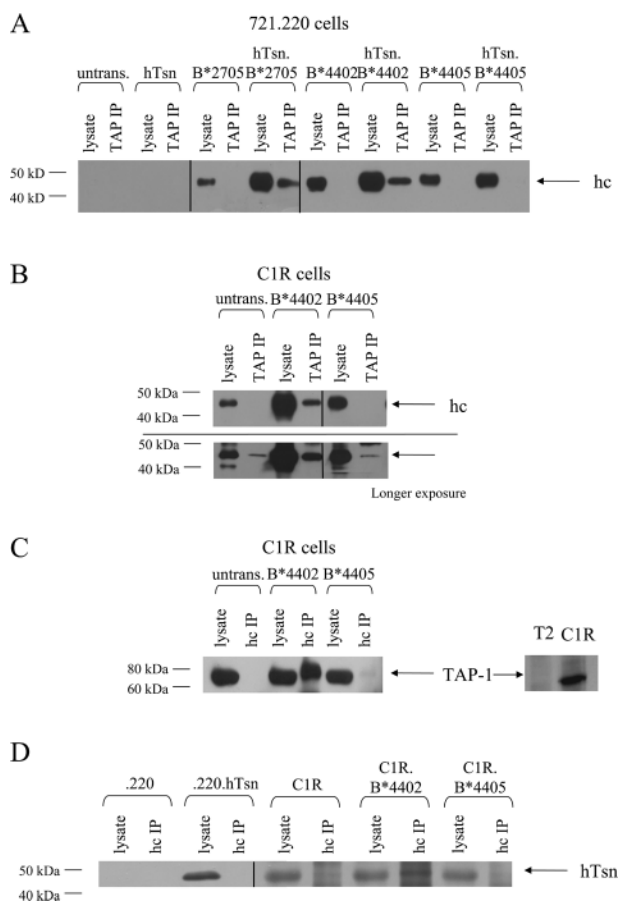 A
721.220 cells
untrans. hTsn B*2705 hTsn. B*2705 B*4402 hTsn. B*4402 B*4405 hTsn. B*4405
lysate TAP IP lysate TAP IP lysate TAP IP lysate TAP IP lysate TAP IP lysate TAP IP lysate TAP IP lysate TAP IP
50 kD
40 kD
hc
B
C1R cells
untrans. B*4402 B*4405
lysate TAP IP lysate TAP IP lysate TAP IP
50 kDa
40 kDa
hc
50 kDa
40 kDa
Longer exposure
C
C1R cells
untrans. B*4402 B*4405
lysate hc IP lysate hc IP lysate hc IP
T2 C1R
80 kDa
60 kDa
TAP-1
D
.220 .220.hTsn C1R C1R. B*4402 C1R. B*4405
lysate hc IP lysate hc IP lysate hc IP lysate hc IP lysate hc IP
50 kDa
40 kDa
hTsn